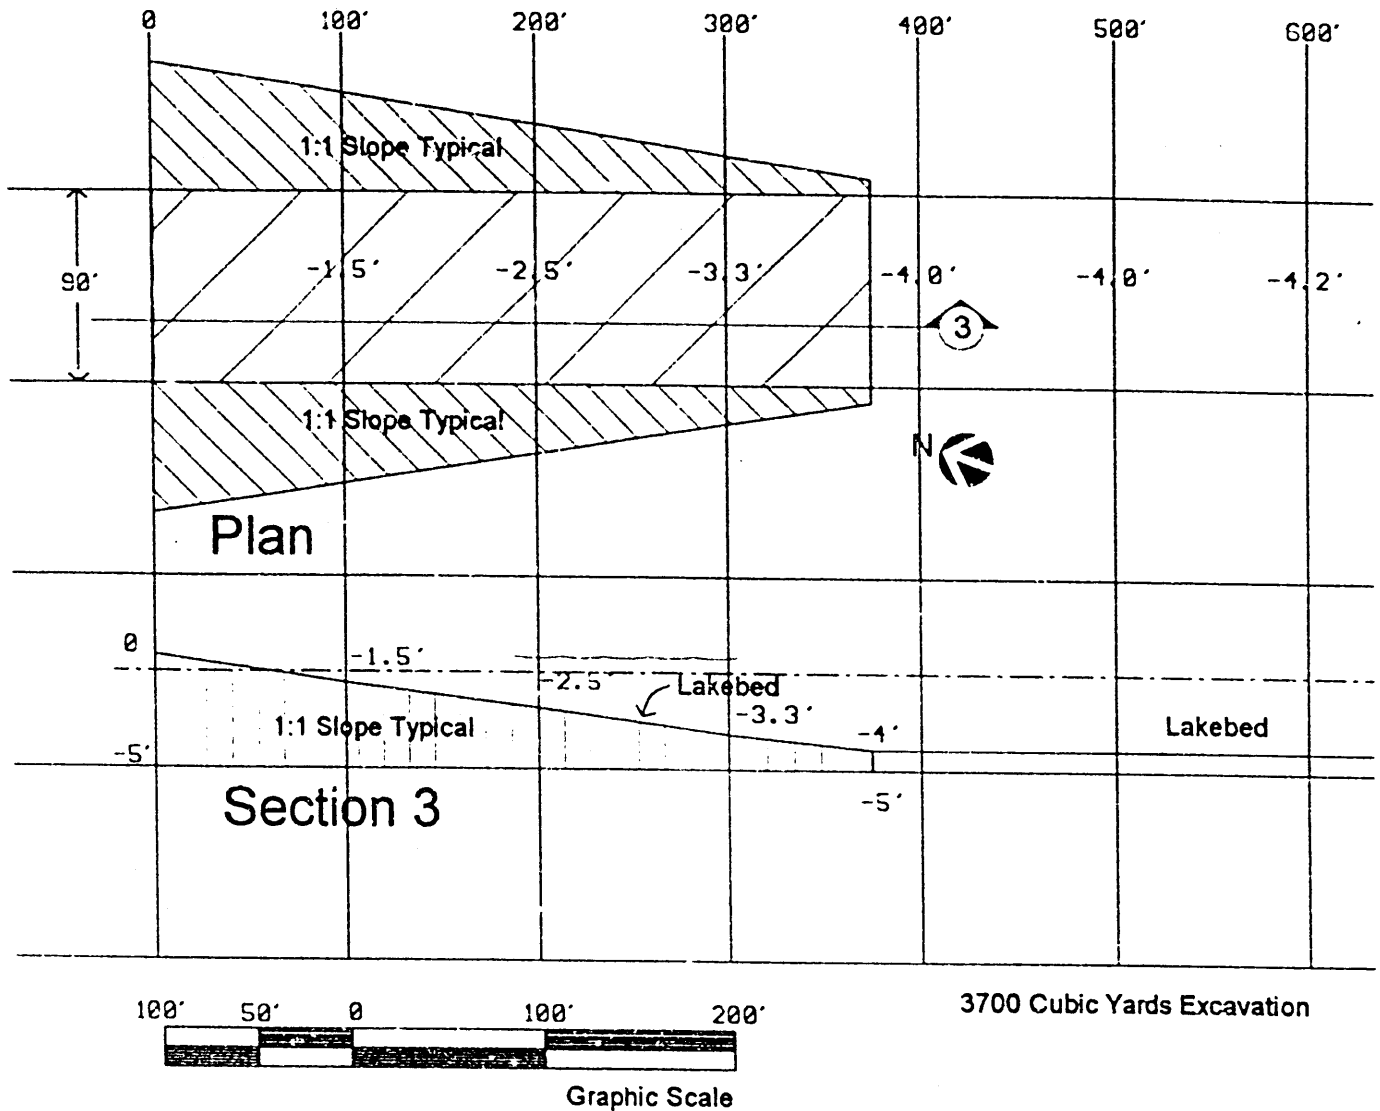 0 100' 200' 300' 400' 500' 600'
1:1 Slope Typical
90' -1.5' -2.5' -3.3' -4.0' -4.0' -4.2'
3
1:1 Slope Typical
N
Plan
0
-1.5'
-2.5'
Lakebed
-3.3'
1:1 Slope Typical
-4'
Lakebed
-5'
-5'
Section 3
100' 50' 0 100' 200'
3700 Cubic Yards Excavation
Graphic Scale